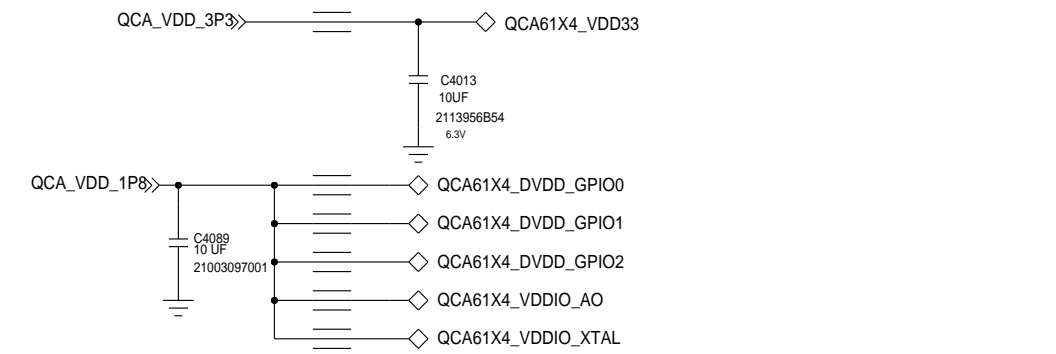 QCA_VDD_3P3
QCA61X4_VDD33
C4013
10UF
2113956B54
6.3V
QCA_VDD_1P8
QCA61X4_DVDD_GPIO0
QCA61X4_DVDD_GPIO1
C4089
10 UF
21003097001
QCA61X4_DVDD_GPIO2
QCA61X4_VDDIO_AO
QCA61X4_VDDIO_XTAL